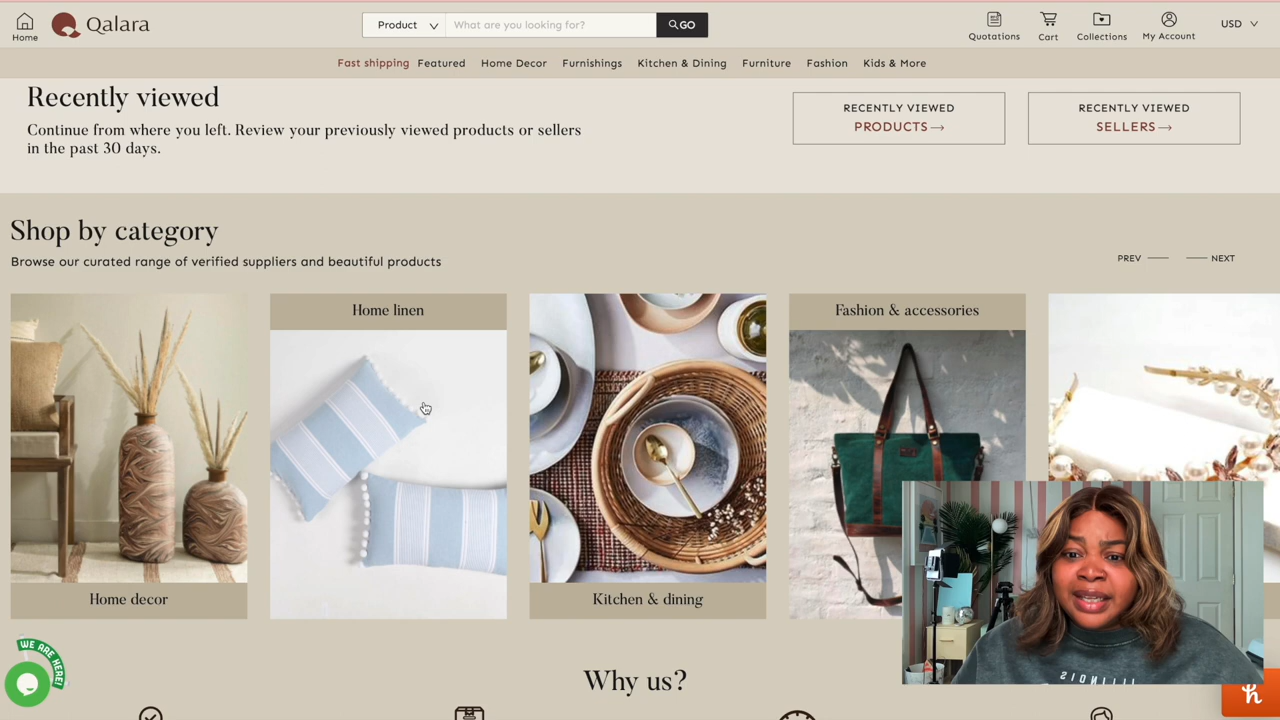 Home
Qalara
Product
What are you looking for?
GO
Quotations
Cart
Collections
My Account
USD
Fast shipping
Featured
Home Decor
Furnishings
Kitchen & Dining
Furniture
Fashion
Kids & More
Recently viewed
Continue from where you left. Review your previously viewed products or sellers
in the past 30 days.
RECENTLY VIEWED
PRODUCTS
RECENTLY VIEWED
SELLERS
Shop by category
Browse our curated range of verified suppliers and beautiful products
PREV
NEXT
Home decor
Home linen
Kitchen & dining
Fashion & accessories
WE ARE HERE!
Why us?
ILLINOIS
h